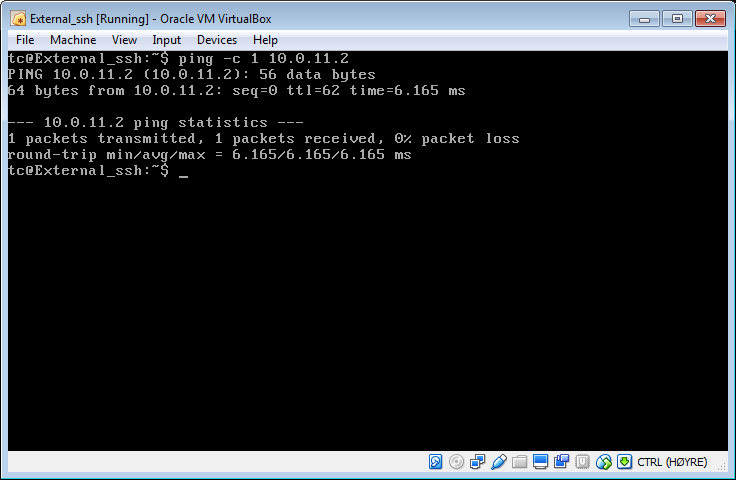 External_ssh [Running] - Oracle VM VirtualBox
File Machine View Input Devices Help
tc@External_ssh:~$ ping -c 1 10.0.11.2
PING 10.0.11.2 (10.0.11.2): 56 data bytes
64 bytes from 10.0.11.2: seq=0 ttl=62 time=6.165 ms

--- 10.0.11.2 ping statistics ---
1 packets transmitted, 1 packets received, 0% packet loss
round-trip min/avg/max = 6.165/6.165/6.165 ms
tc@External_ssh:~$ _
CTRL (HØYRE)